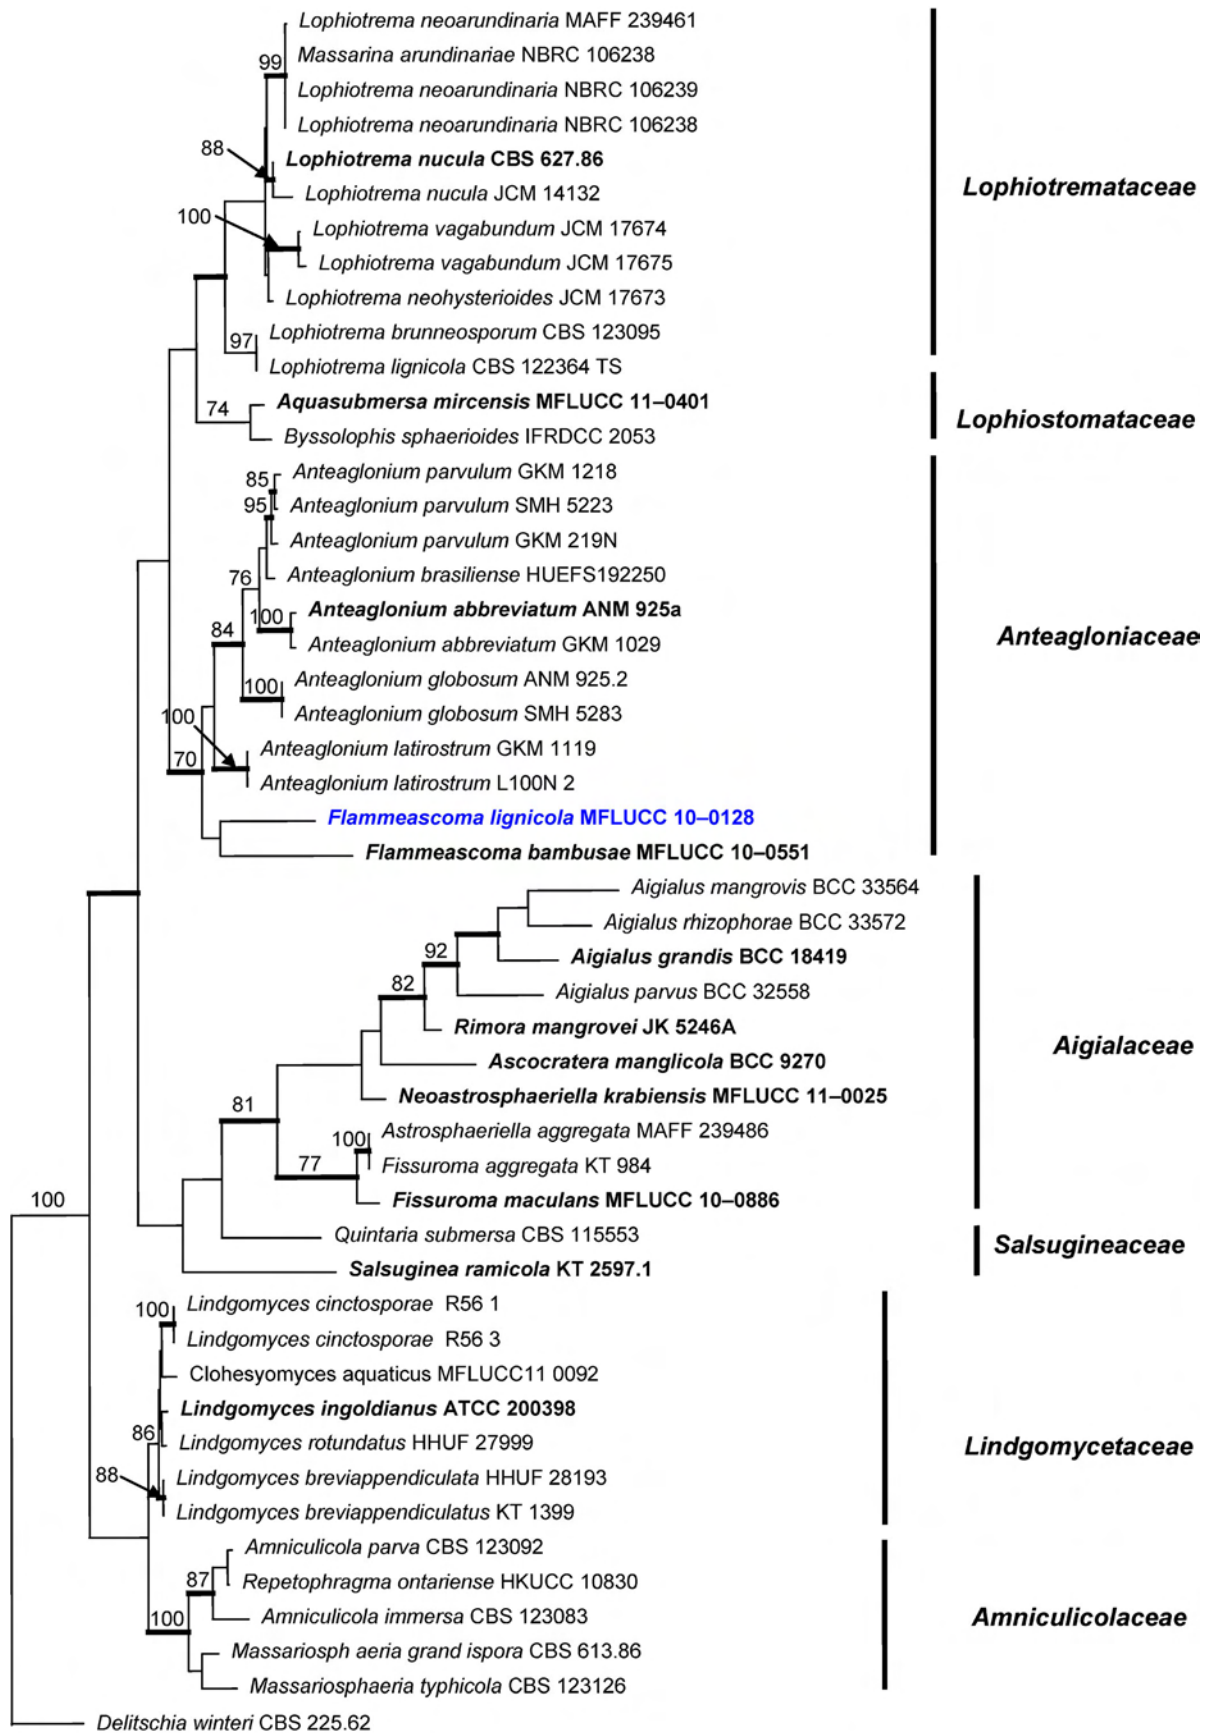 Lophiotrema neoarundinaria MAFF 239461
Massarina arundinariae NBRC 106238
99
Lophiotrema neoarundinaria NBRC 106239
Lophiotrema neoarundinaria NBRC 106238
88
Lophiotrema nucula CBS 627.86
Lophiotremataceae
Lophiotrema nucula JCM 14132
100
Lophiotrema vagabundum JCM 17674
Lophiotrema vagabundum JCM 17675
Lophiotrema neohysterioides JCM 17673
Lophiotrema brunneosporum CBS 123095
97
Lophiotrema lignicola CBS 122364 TS
Aquasubmersa mircensis MFLUCC 11–0401
74
Lophiostomataceae
Byssolophis sphaerioides IFRDCC 2053
Anteaglonium parvulum GKM 1218
85
Anteaglonium parvulum SMH 5223
95
Anteaglonium parvulum GKM 219N
Anteaglonium brasiliense HUEFS192250
76
Anteaglonium abbreviatum ANM 925a
100
84
Anteagloniaceae
Anteaglonium abbreviatum GKM 1029
Anteaglonium globosum ANM 925.2
100
Anteaglonium globosum SMH 5283
100
Anteaglonium latirostrum GKM 1119
70
Anteaglonium latirostrum L100N 2
Flammeascoma lignicola MFLUCC 10–0128
Flammeascoma bambusae MFLUCC 10–0551
Aigialus mangrovis BCC 33564
Aigialus rhizophorae BCC 33572
92
Aigialus grandis BCC 18419
82
Aigialus parvus BCC 32558
Rimora mangrovei JK 5246A
Aigialaceae
Ascocratera manglicola BCC 9270
Neoastrosphaeriella krabiensis MFLUCC 11–0025
81
Astrosphaeriella aggregata MAFF 239486
100
77
Fissuroma aggregata KT 984
Fissuroma maculans MFLUCC 10–0886
100
Quintaria submersa CBS 115553
Salsugineaceae
Salsuginea ramicola KT 2597.1
Lindgomyces cinctosporae R56 1
100
Lindgomyces cinctosporae R56 3
Clohesyomyces aquaticus MFLUCC11 0092
Lindgomyces ingoldianus ATCC 200398
86
Lindgomyces rotundatus HHUF 27999
Lindgomycetaceae
88
Lindgomyces breviappendiculata HHUF 28193
Lindgomyces breviappendiculatus KT 1399
Amniculicola parva CBS 123092
87
Repetophragma ontariense HKUCC 10830
100
Amniculicola immersa CBS 123083
Amniculicolaceae
Massariosph aeria grand ispora CBS 613.86
Massariosphaeria typhicola CBS 123126
Delitschia winteri CBS 225.62